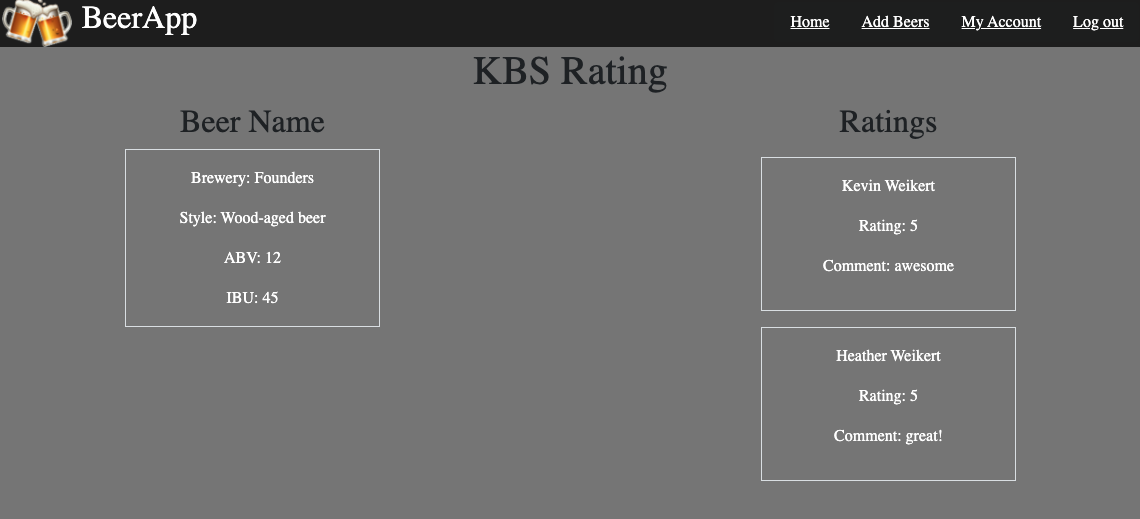 BeerApp
Home Add Beers My Account Log out
KBS Rating
Beer Name
Brewery: Founders
Style: Wood-aged beer
ABV: 12
IBU: 45
Ratings
Kevin Weikert
Rating: 5
Comment: awesome
Heather Weikert
Rating: 5
Comment: great!